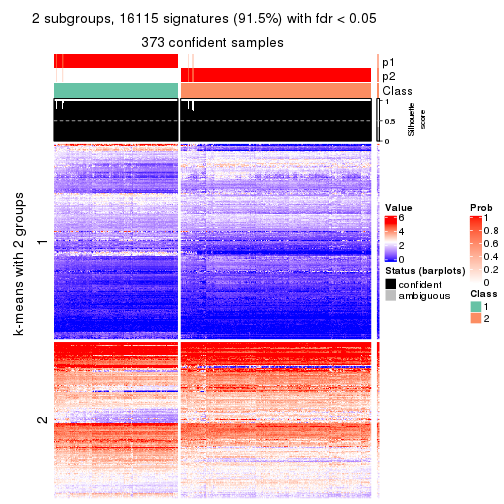 2 subgroups, 16115 signatures (91.5%) with fdr < 0.05
373 confident samples
p1
p2
Class
1
0.5
0
Silhouette
score
k-means with 2 groups
1
2
Value
6
4
2
0
Status (barplots)
confident
ambiguous
Prob
1
0.8
0.6
0.4
0.2
0
Class
1
2